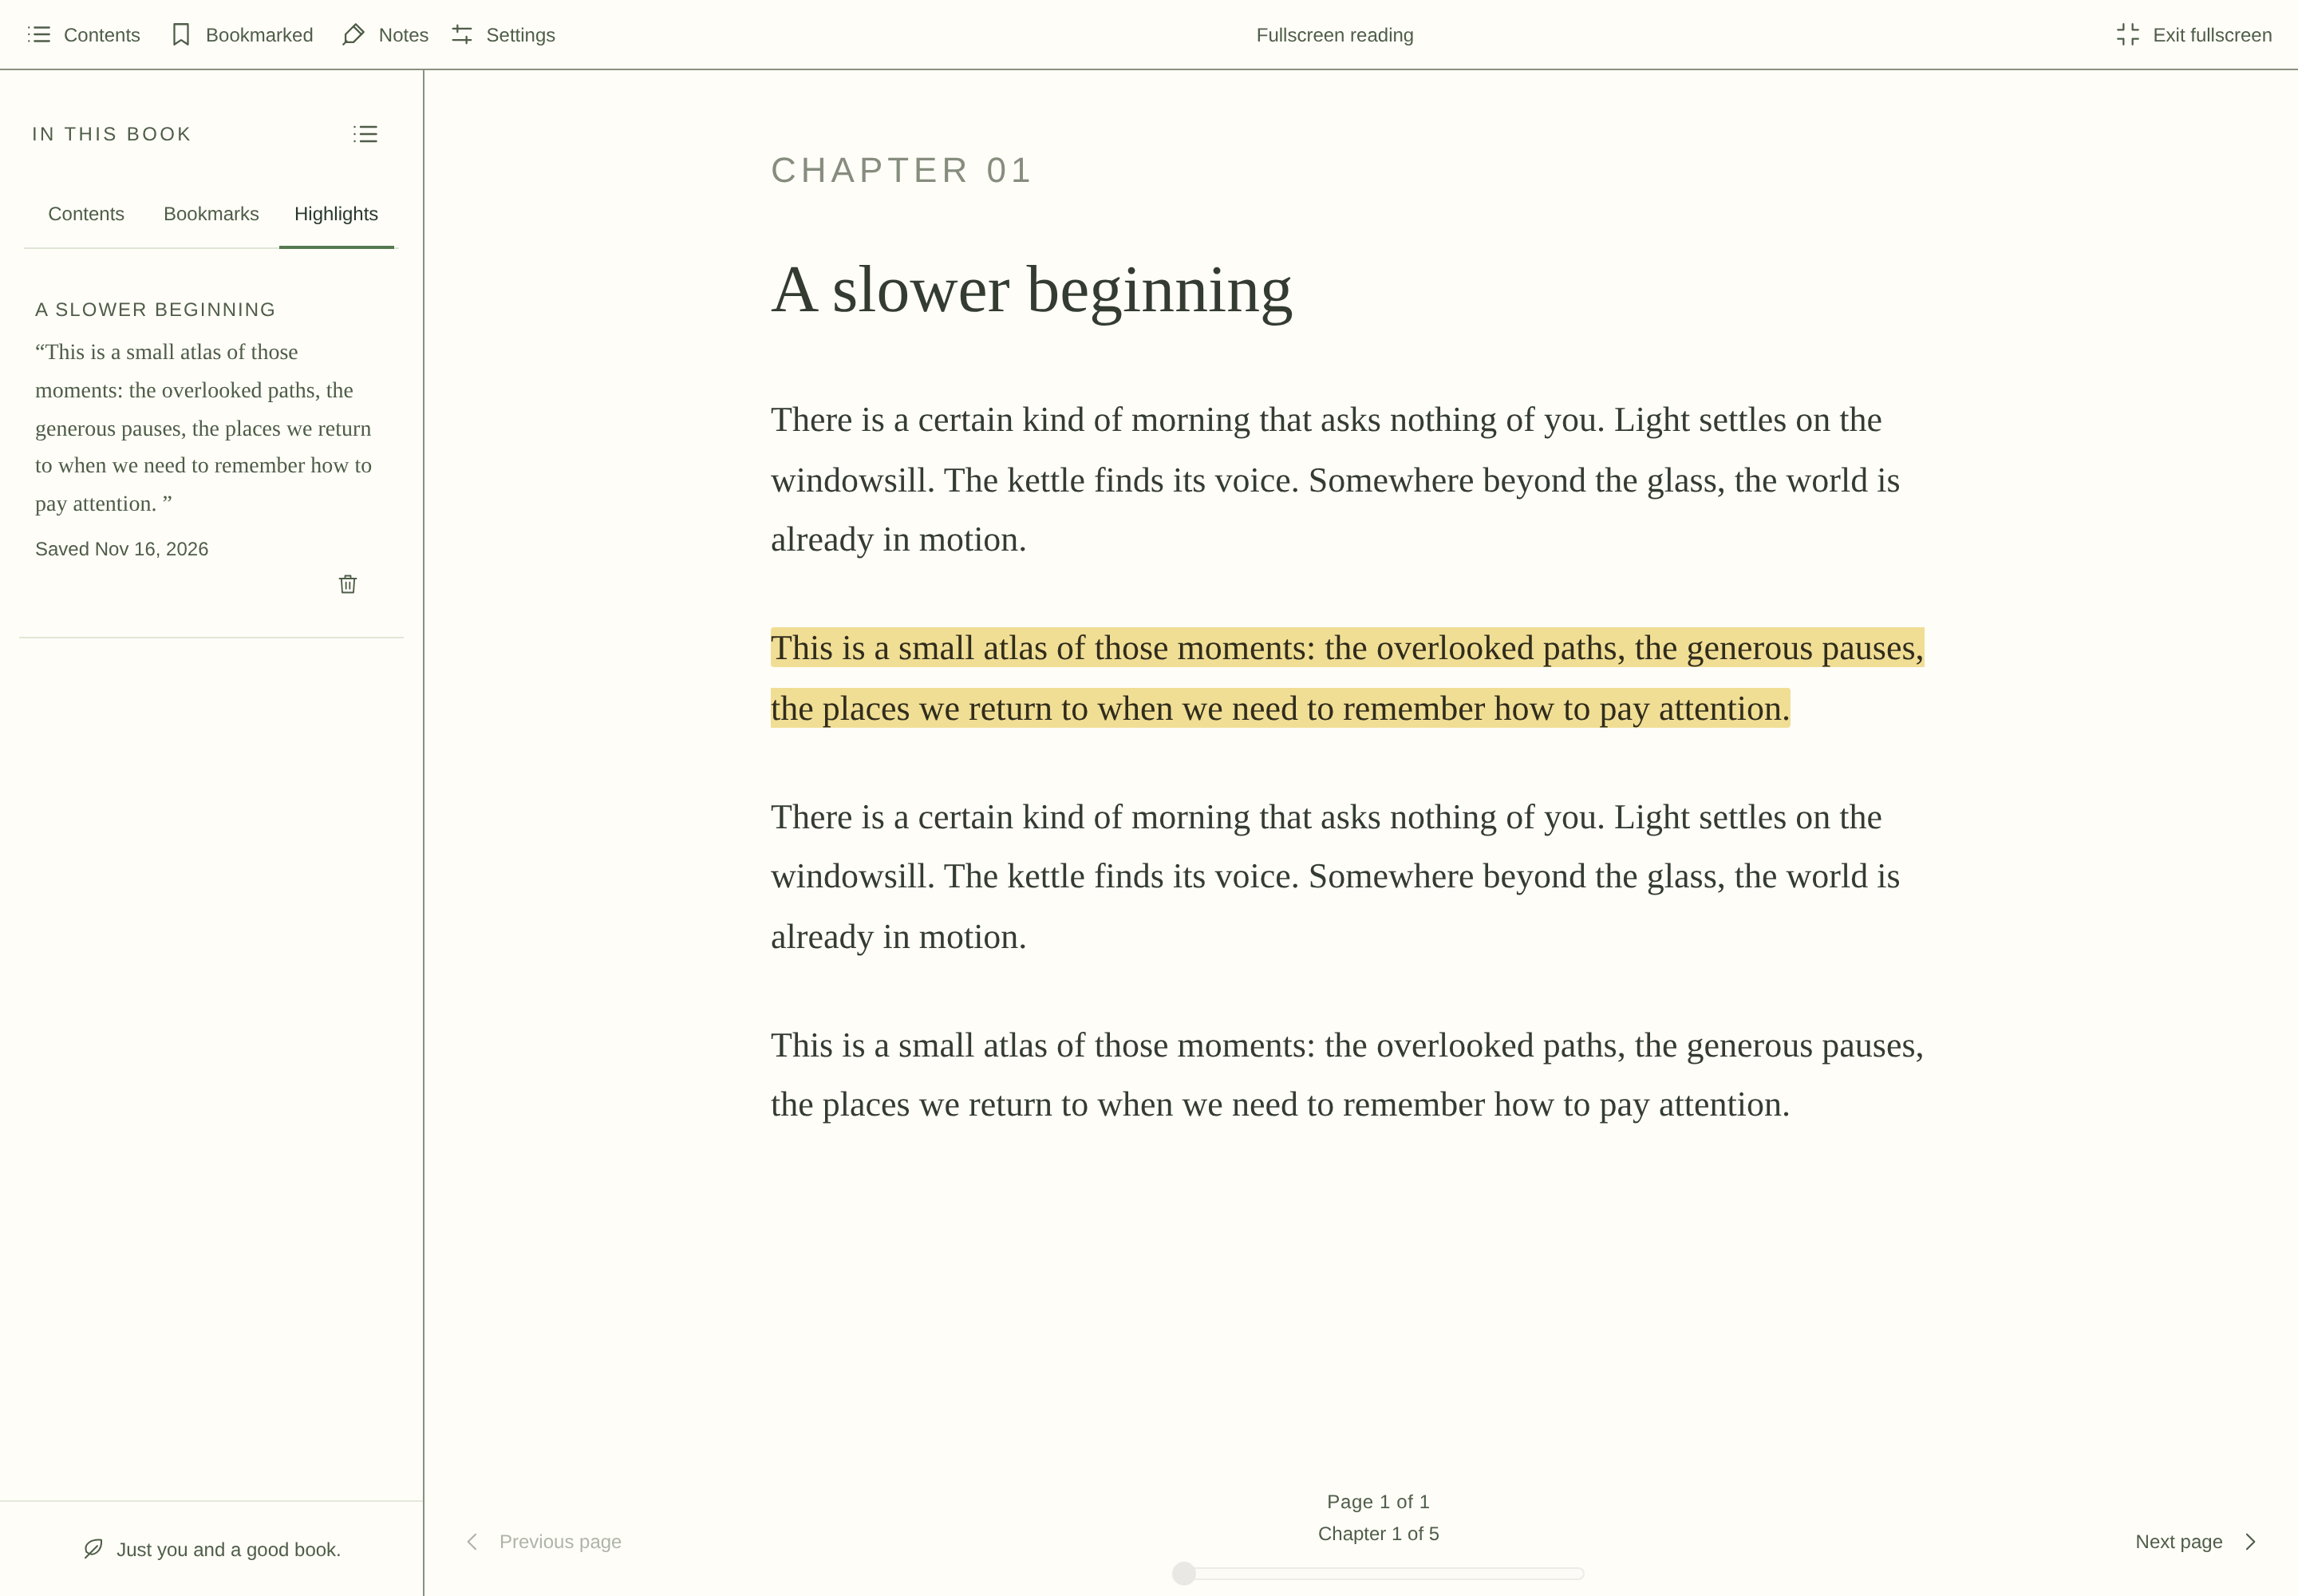 Contents
Bookmarked
Notes
Settings
Fullscreen reading
Exit fullscreen
IN THIS BOOK
Contents
Bookmarks
Highlights
A SLOWER BEGINNING
“This is a small atlas of those
moments: the overlooked paths, the
generous pauses, the places we return
to when we need to remember how to
pay attention. ”
Saved Nov 16, 2026
Just you and a good book.
CHAPTER 01
A slower beginning
There is a certain kind of morning that asks nothing of you. Light settles on the
windowsill. The kettle finds its voice. Somewhere beyond the glass, the world is
already in motion.
This is a small atlas of those moments: the overlooked paths, the generous pauses,
the places we return to when we need to remember how to pay attention.
There is a certain kind of morning that asks nothing of you. Light settles on the
windowsill. The kettle finds its voice. Somewhere beyond the glass, the world is
already in motion.
This is a small atlas of those moments: the overlooked paths, the generous pauses,
the places we return to when we need to remember how to pay attention.
Previous page
Page 1 of 1
Chapter 1 of 5
Next page